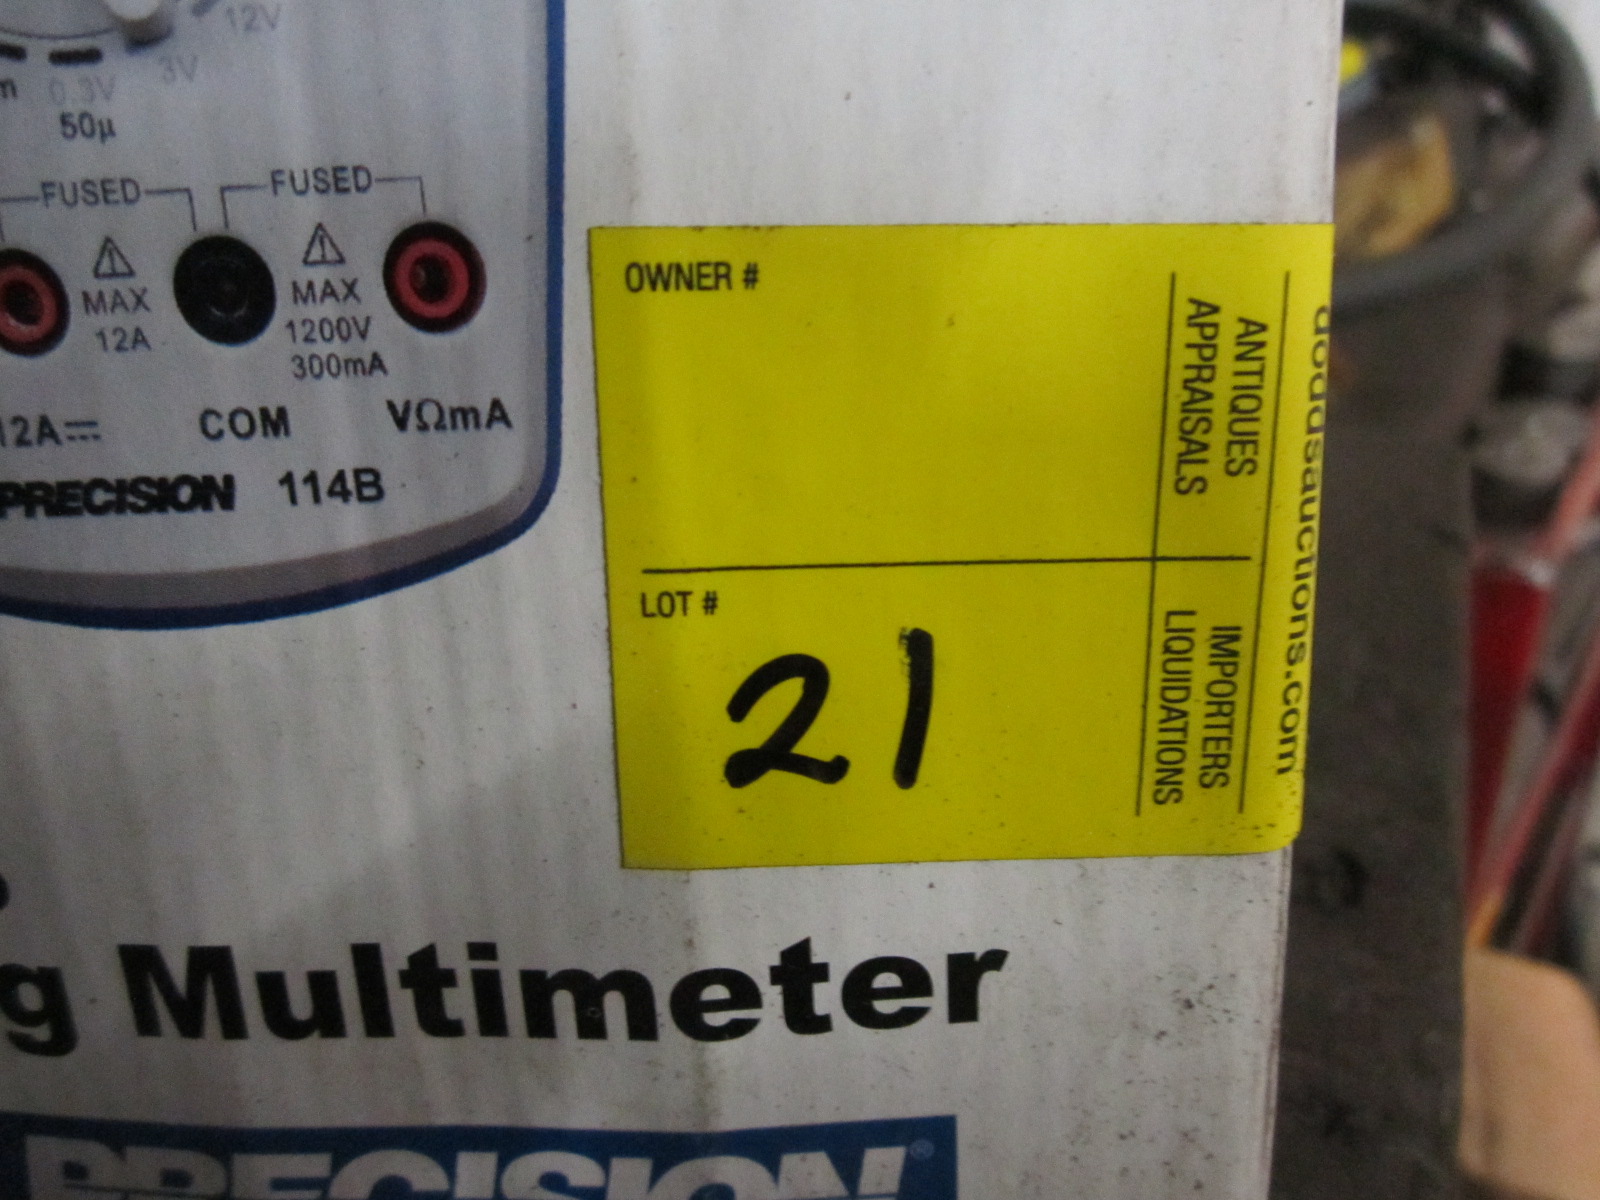 12V
3V
0.3V
50µ
FUSED FUSED
MAX
12A
MAX
1200V
300mA
12A COM VΩmA
PRECISION 114B
OWNER #
LOT #
21
ANTIQUES
APPRAISALS
IMPORTERS
LIQUIDATIONS
doddsauctions.com
Multimeter
PRECISION®